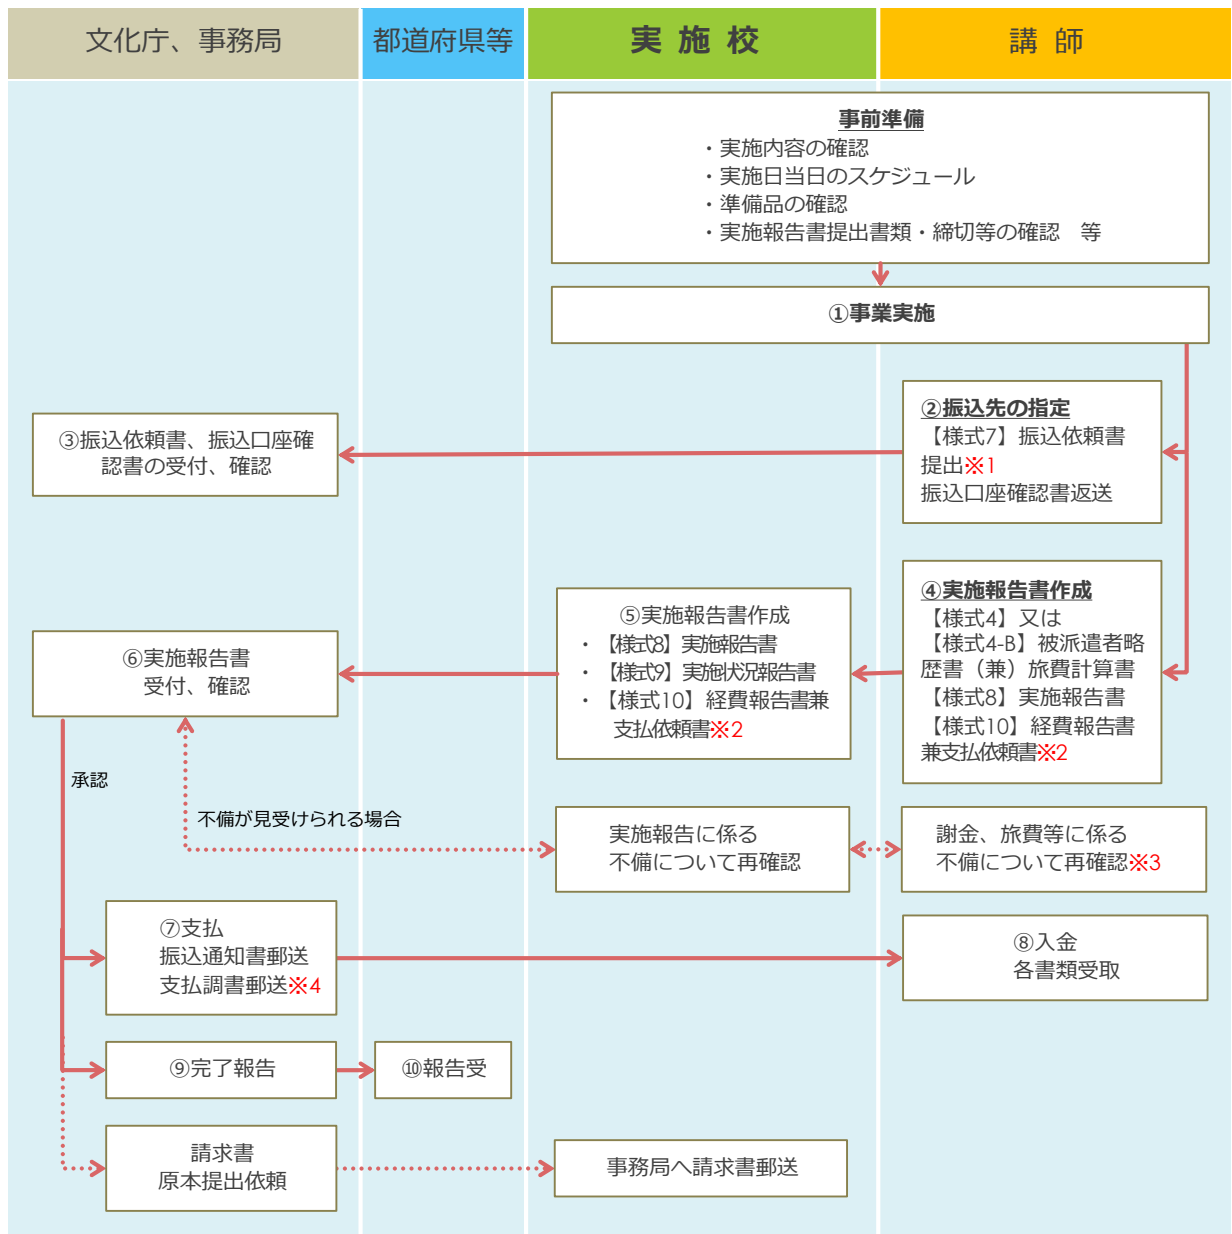 文化庁、事務局
都道府県等
実 施 校
講 師
事前準備
・実施内容の確認
・実施日当日のスケジュール
・準備品の確認
・実施報告書提出書類・締切等の確認　等
①事業実施
②振込先の指定
【様式7】振込依頼書
提出※1
振込口座確認書返送
③振込依頼書、振込口座確
認書の受付、確認
④実施報告書作成
【様式4】又は
【様式4-B】被派遣者略
歴書（兼）旅費計算書
【様式8】実施報告書
【様式10】経費報告書
兼支払依頼書※2
⑤実施報告書作成
・【様式8】実施報告書
・【様式9】実施状況報告書
・【様式10】経費報告書兼
支払依頼書※2
⑥実施報告書
受付、確認
承認
不備が見受けられる場合
実施報告に係る
不備について再確認
謝金、旅費等に係る
不備について再確認※3
⑦支払
振込通知書郵送
支払調書郵送※4
⑧入金
各書類受取
⑨完了報告
⑩報告受
請求書
原本提出依頼
事務局へ請求書郵送